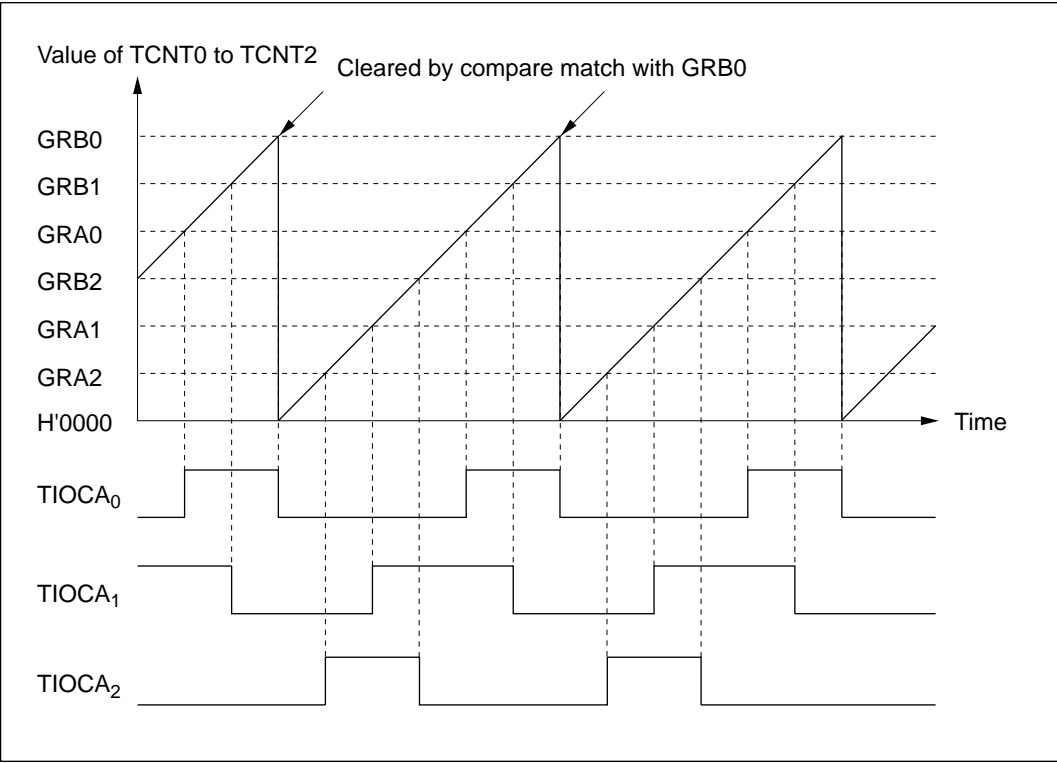 Value of TCNT0 to TCNT2
Cleared by compare match with GRB0
GRB0
GRB1
GRA0
GRB2
GRA1
GRA2
H'0000
Time
TIOCA₀
TIOCA₁
TIOCA₂